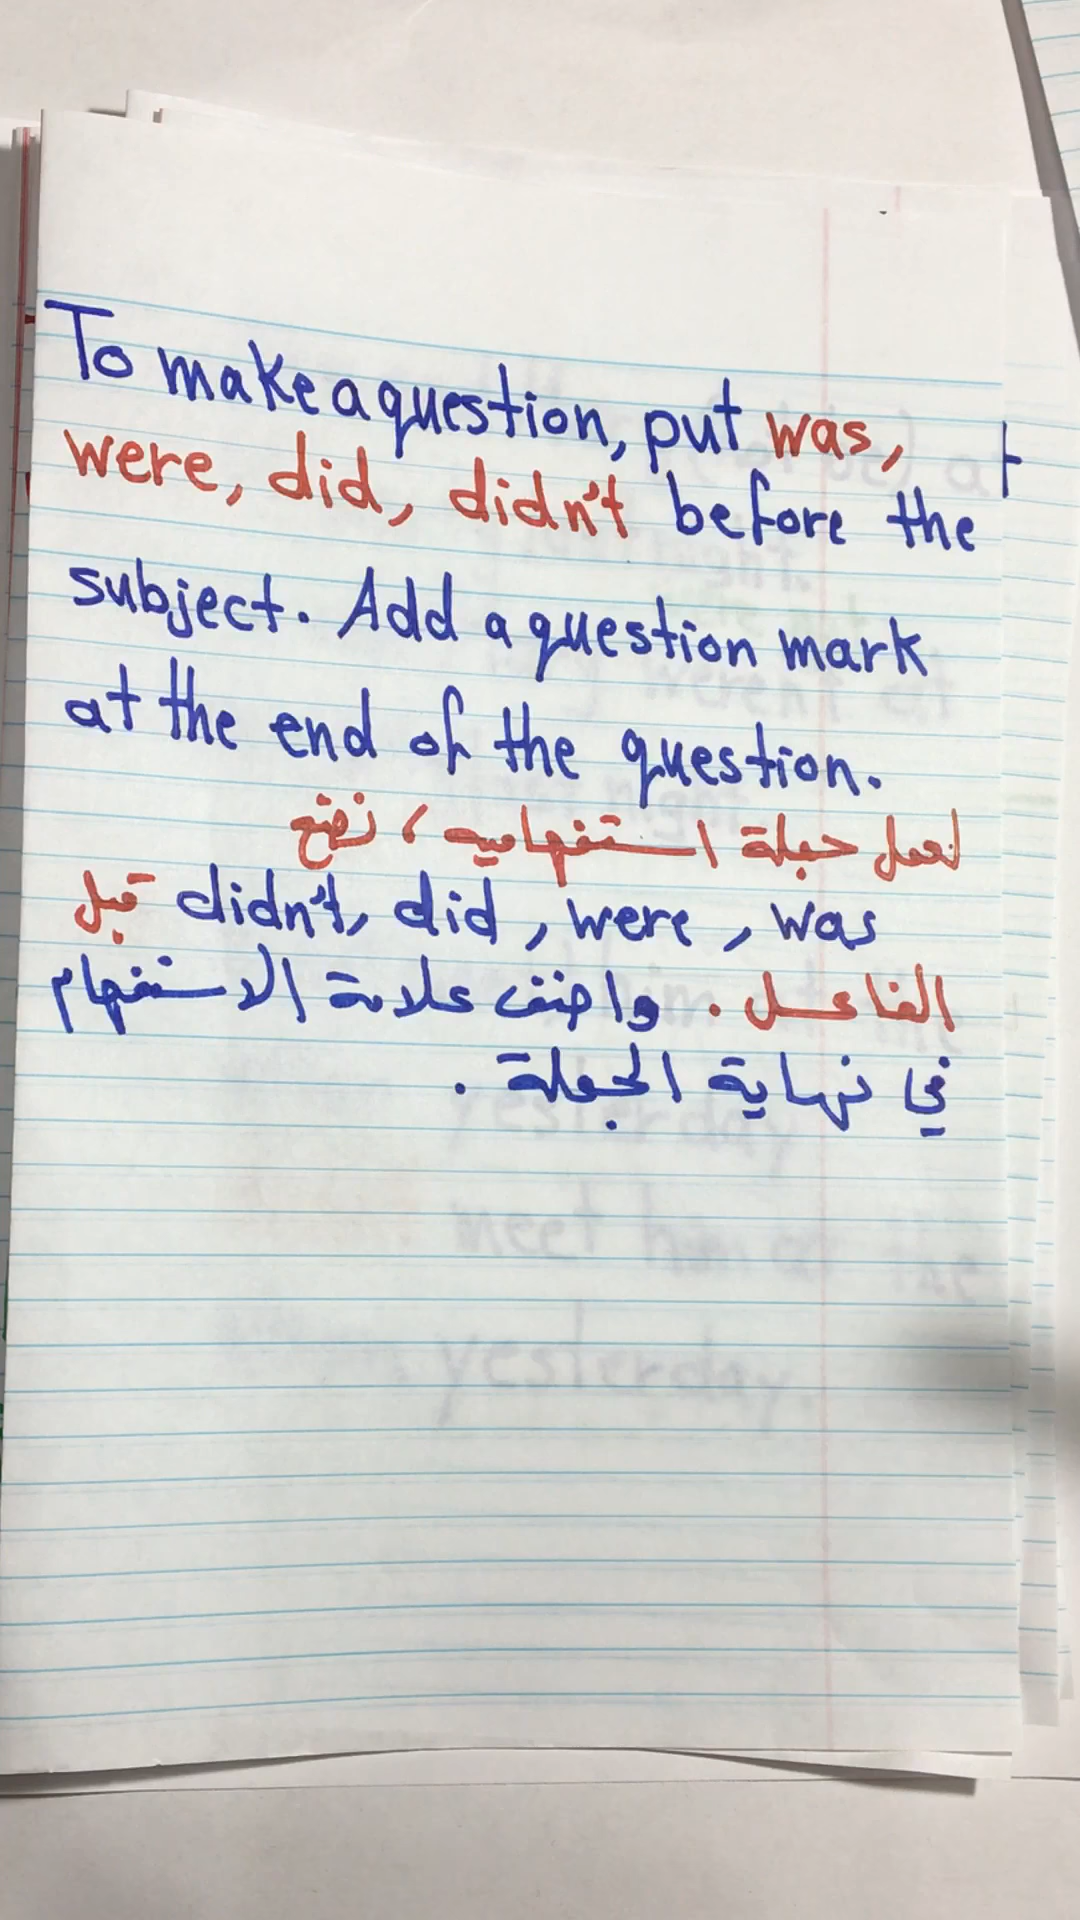 To make a question, put was,
were, did, didn't before the
subject. Add a question mark
at the end of the question.
لعمل جملة استفهاميه، نضع
was, were, did, didn't قبل
الفاعل. واضف علامة الاستفهام
في نهاية الجملة.